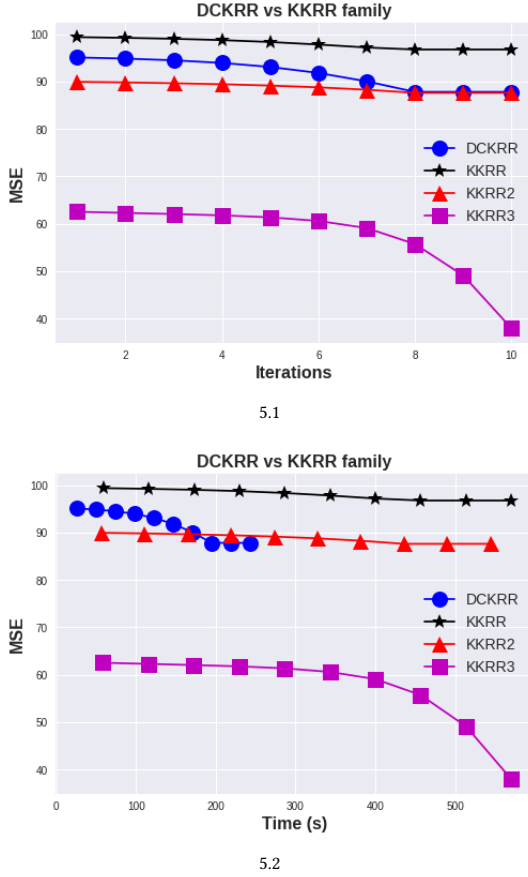 DCKRR vs KKRR family
100
90
80
70
60
50
40
MSE
DCKRR
KKRR
KKRR2
KKRR3
2 4 6 8 10
Iterations
5.1
DCKRR vs KKRR family
100
90
80
70
60
50
40
MSE
DCKRR
KKRR
KKRR2
KKRR3
0 100 200 300 400 500
Time (s)
5.2